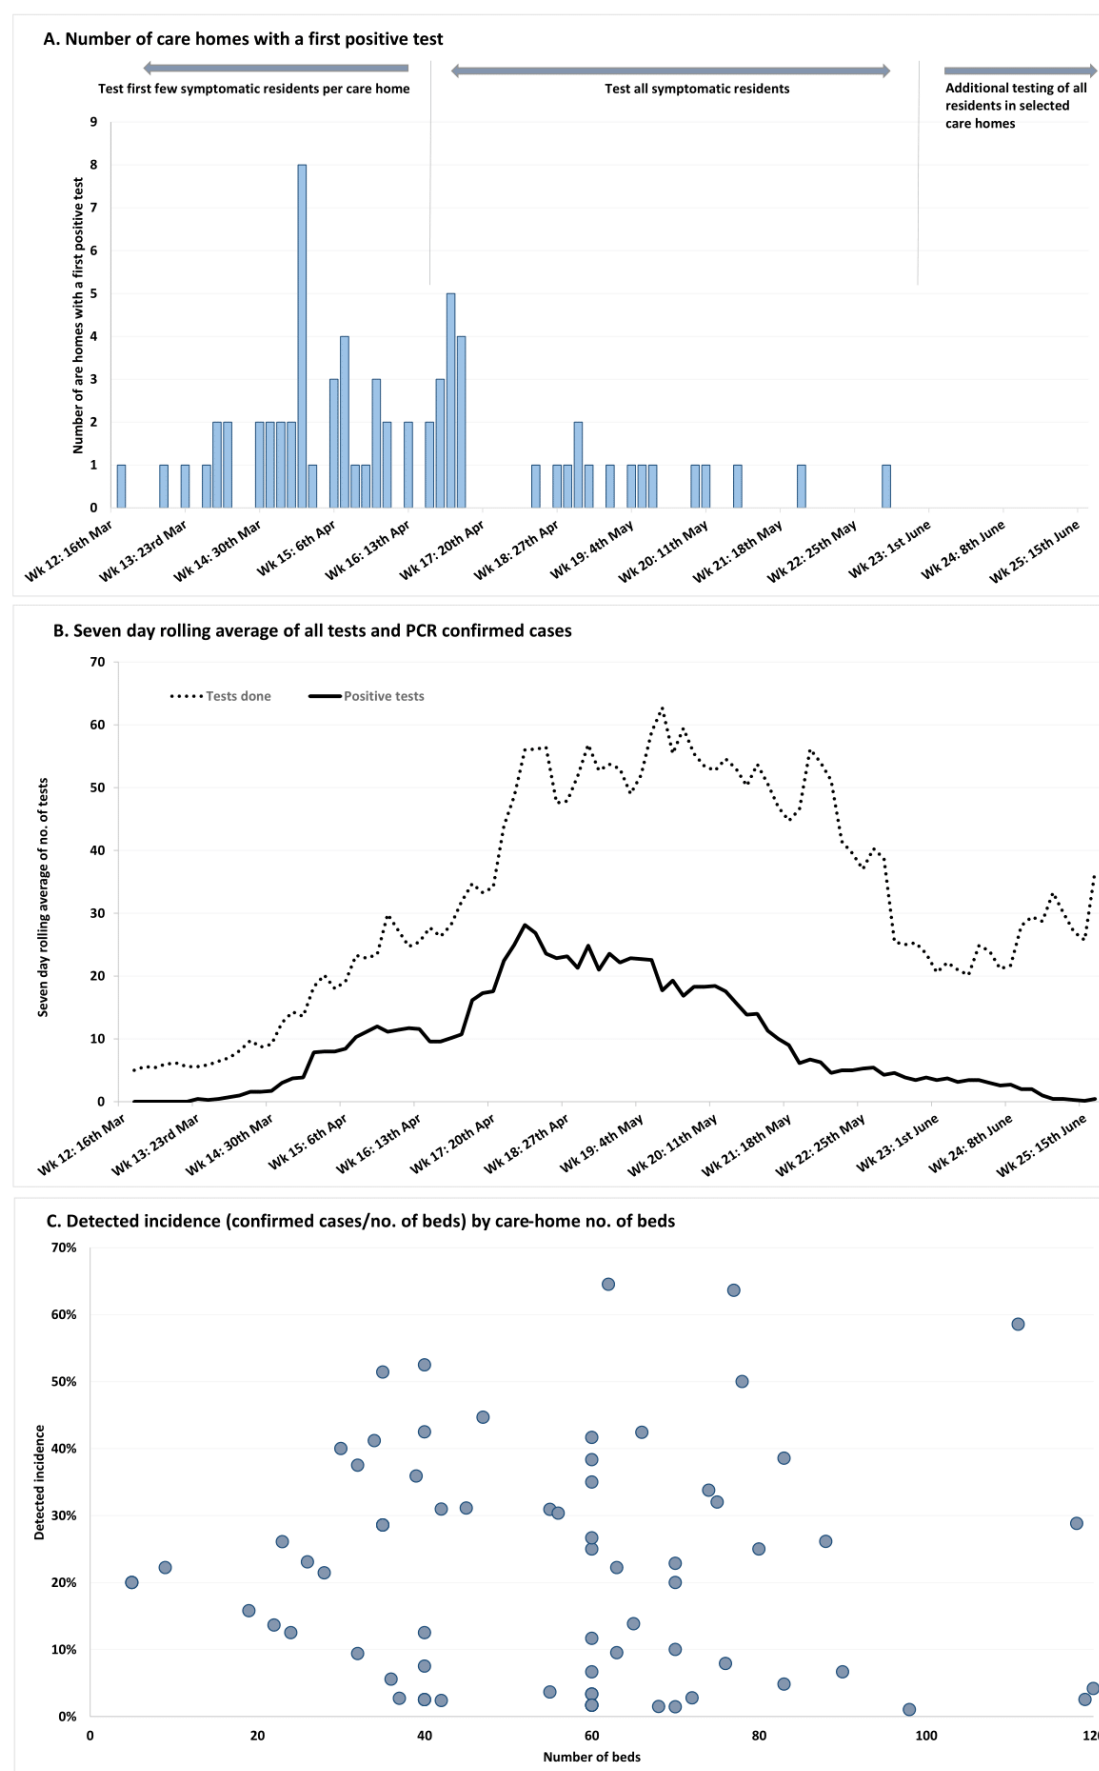 A. Number of care homes with a first positive test
Test first few symptomatic residents per care home
Test all symptomatic residents
Additional testing of all
residents in selected
care homes
Number of are homes with a first positive test
9
8
7
6
5
4
3
2
1
0
Wk 12: 16th Mar
Wk 13: 23rd Mar
Wk 14: 30th Mar
Wk 15: 6th Apr
Wk 16: 13th Apr
Wk 17: 20th Apr
Wk 18: 27th Apr
Wk 19: 4th May
Wk 20: 11th May
Wk 21: 18th May
Wk 22: 25th May
Wk 23: 1st June
Wk 24: 8th June
Wk 25: 15th June
B. Seven day rolling average of all tests and PCR confirmed cases
Tests done
Positive tests
Seven day rolling average of no. of tests
70
60
50
40
30
20
10
0
Wk 12: 16th Mar
Wk 13: 23rd Mar
Wk 14: 30th Mar
Wk 15: 6th Apr
Wk 16: 13th Apr
Wk 17: 20th Apr
Wk 18: 27th Apr
Wk 19: 4th May
Wk 20: 11th May
Wk 21: 18th May
Wk 22: 25th May
Wk 23: 1st June
Wk 24: 8th June
Wk 25: 15th June
C. Detected incidence (confirmed cases/no. of beds) by care-home no. of beds
Detected incidence
70%
60%
50%
40%
30%
20%
10%
0%
0 20 40 60 80 100 120
Number of beds